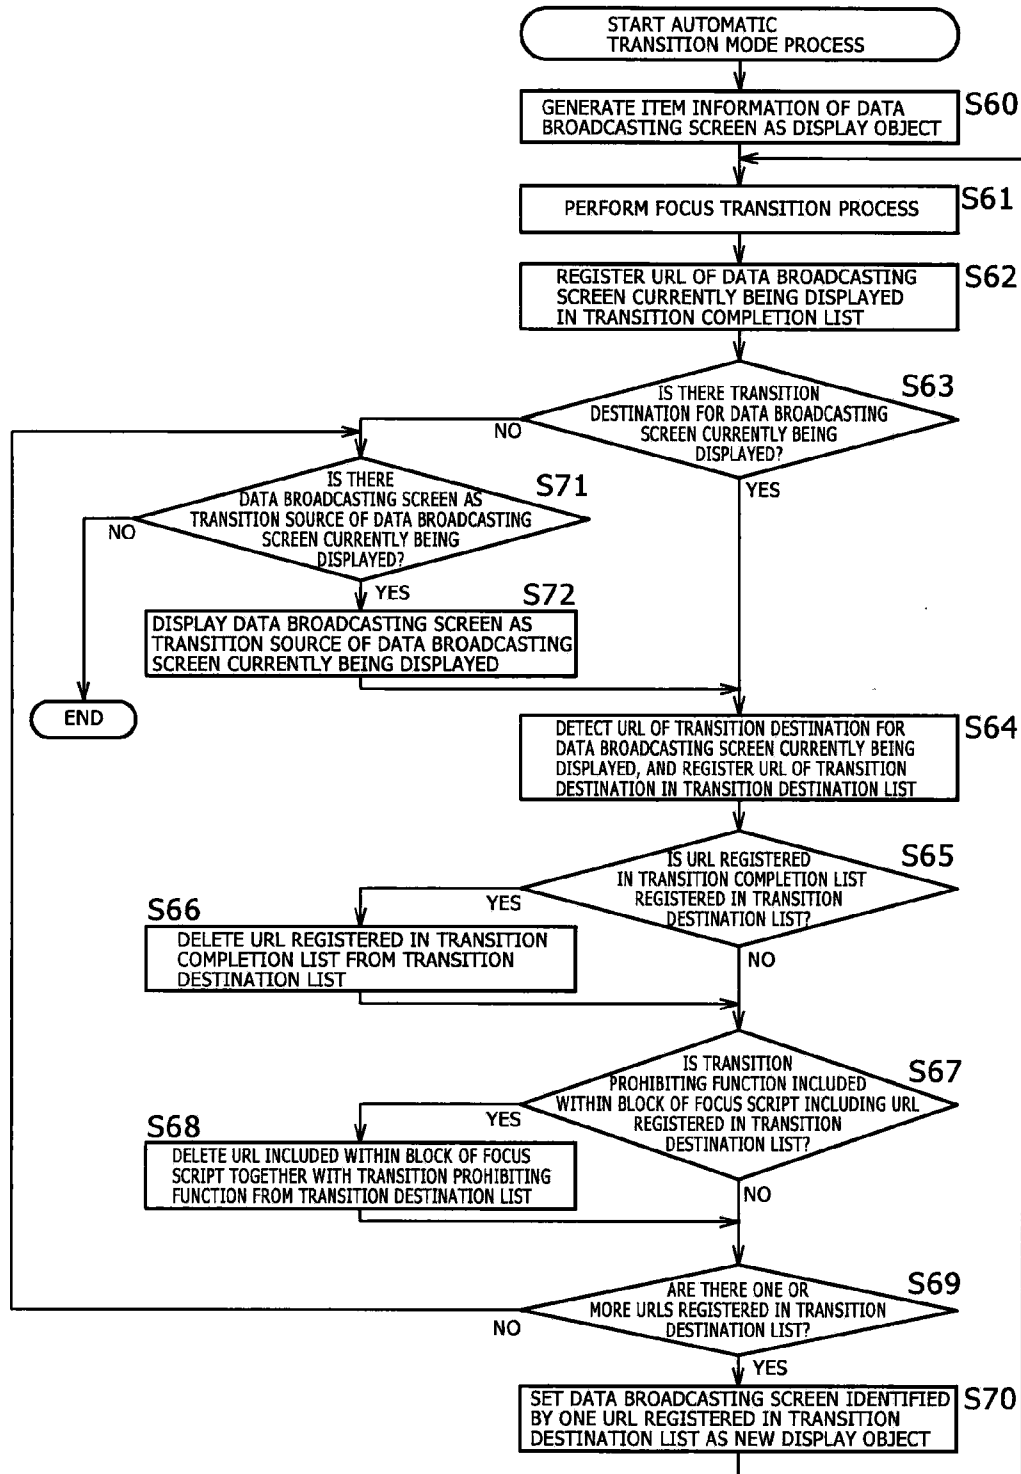 START AUTOMATIC
TRANSITION MODE PROCESS
S60
GENERATE ITEM INFORMATION OF DATA
BROADCASTING SCREEN AS DISPLAY OBJECT
S61
PERFORM FOCUS TRANSITION PROCESS
S62
REGISTER URL OF DATA BROADCASTING
SCREEN CURRENTLY BEING DISPLAYED
IN TRANSITION COMPLETION LIST
S63
IS THERE TRANSITION
DESTINATION FOR DATA BROADCASTING
SCREEN CURRENTLY BEING
DISPLAYED?
NO
YES
S71
IS THERE
DATA BROADCASTING SCREEN AS
TRANSITION SOURCE OF DATA BROADCASTING
SCREEN CURRENTLY BEING
DISPLAYED?
NO
YES
S72
DISPLAY DATA BROADCASTING SCREEN AS
TRANSITION SOURCE OF DATA BROADCASTING
SCREEN CURRENTLY BEING DISPLAYED
END
S64
DETECT URL OF TRANSITION DESTINATION FOR
DATA BROADCASTING SCREEN CURRENTLY BEING
DISPLAYED, AND REGISTER URL OF TRANSITION
DESTINATION IN TRANSITION DESTINATION LIST
S65
IS URL REGISTERED
IN TRANSITION COMPLETION LIST
REGISTERED IN TRANSITION
DESTINATION LIST?
YES
NO
S66
DELETE URL REGISTERED IN TRANSITION
COMPLETION LIST FROM TRANSITION
DESTINATION LIST
S67
IS TRANSITION
PROHIBITING FUNCTION INCLUDED
WITHIN BLOCK OF FOCUS SCRIPT INCLUDING URL
REGISTERED IN TRANSITION
DESTINATION LIST?
YES
NO
S68
DELETE URL INCLUDED WITHIN BLOCK OF FOCUS
SCRIPT TOGETHER WITH TRANSITION PROHIBITING
FUNCTION FROM TRANSITION DESTINATION LIST
S69
ARE THERE ONE OR
MORE URLS REGISTERED IN TRANSITION
DESTINATION LIST?
NO
YES
S70
SET DATA BROADCASTING SCREEN IDENTIFIED
BY ONE URL REGISTERED IN TRANSITION
DESTINATION LIST AS NEW DISPLAY OBJECT